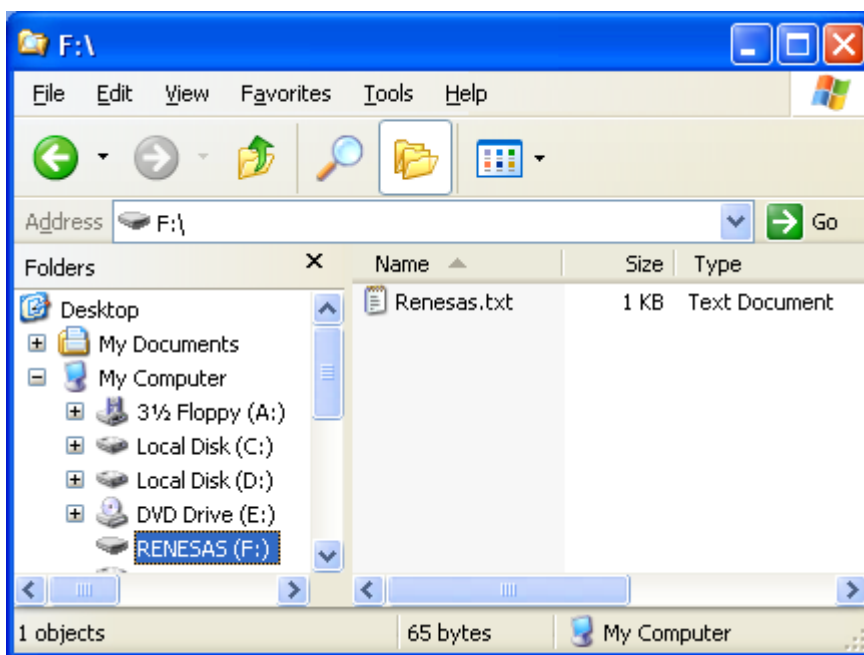 F:\
File Edit View Favorites Tools Help
Address F:\ Go
Folders
Name Size Type
Desktop
Renesas.txt 1 KB Text Document
My Documents
My Computer
3½ Floppy (A:)
Local Disk (C:)
Local Disk (D:)
DVD Drive (E:)
RENESAS (F:)
1 objects 65 bytes My Computer